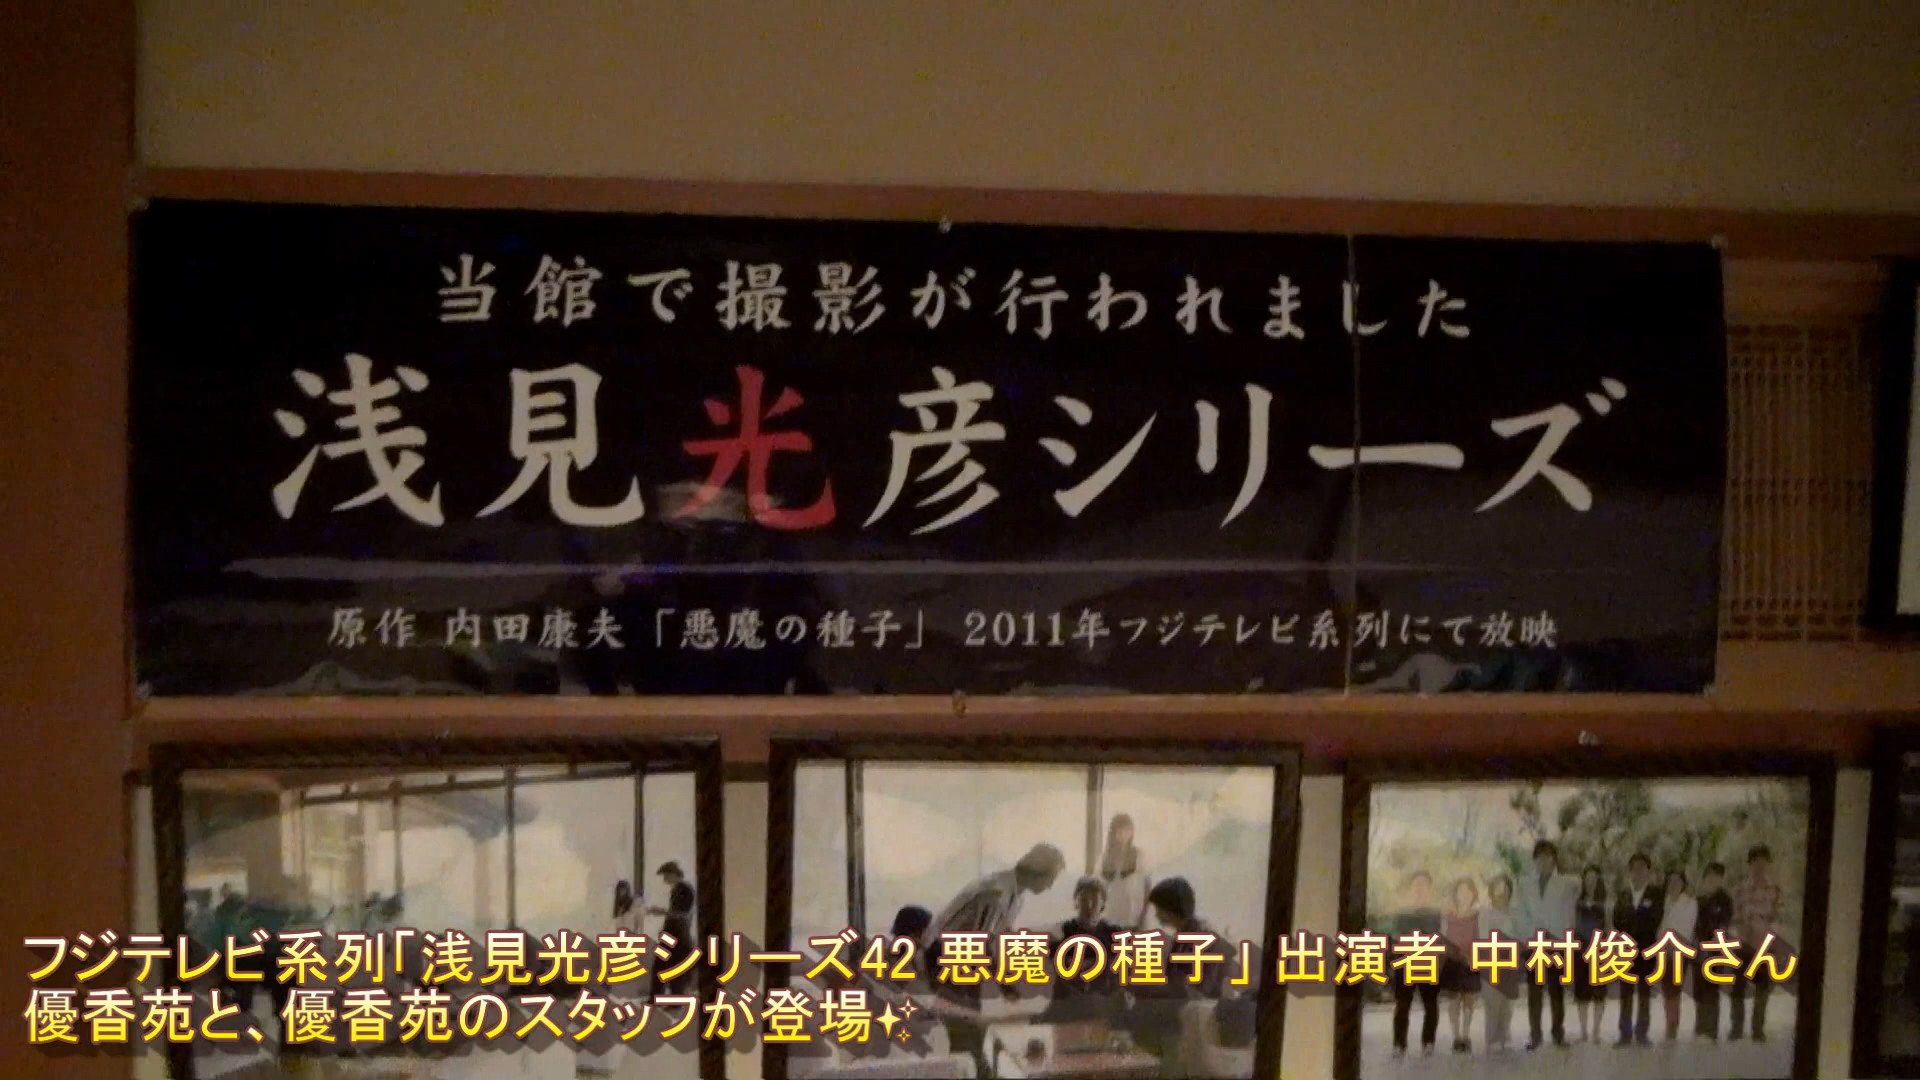 当館で撮影が行われました
浅見光彦シリーズ
原作 内田康夫「悪魔の種子」 2011年フジテレビ系列にて放映
フジテレビ系列「浅見光彦シリーズ42 悪魔の種子」 出演者 中村俊介さん
優香苑と、優香苑のスタッフが登場✨